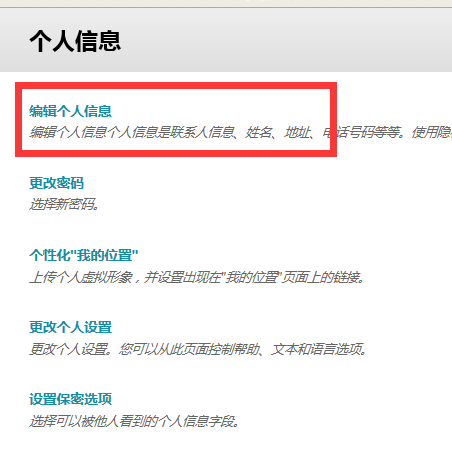 个人信息
编辑个人信息
编辑个人信息个人信息是联系人信息、姓名、地址、电话号码等等。使用隐
更改密码
选择新密码。
个性化"我的位置"
上传个人虚拟形象，并设置出现在"我的位置"页面上的链接。
更改个人设置
更改个人设置。您可以从此页面控制帮助、文本和语言选项。
设置保密选项
选择可以被他人看到的个人信息字段。